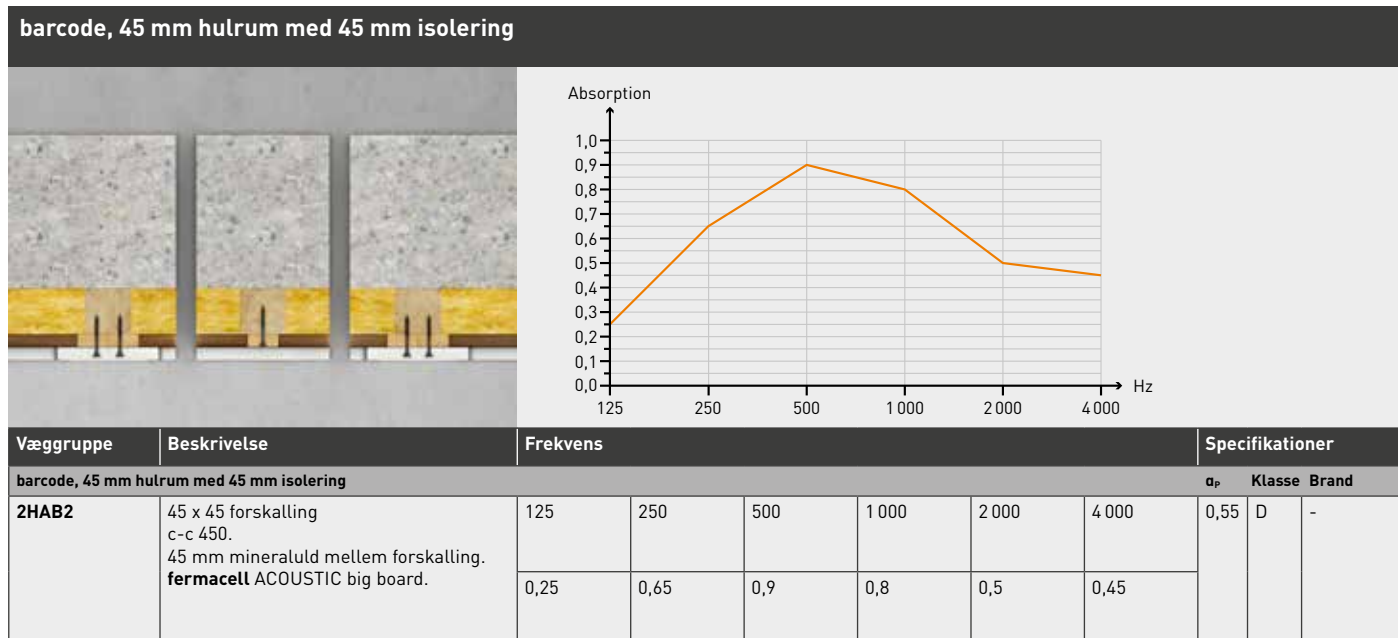 barcode, 45 mm hulrum med 45 mm isolering
Absorption
1,0
0,9
0,8
0,7
0,6
0,5
0,4
0,3
0,2
0,1
0,0
Hz
125 250 500 1 000 2 000 4 000
Væggruppe Beskrivelse Frekvens Specifikationer
barcode, 45 mm hulrum med 45 mm isolering αP Klasse Brand
2HAB2 45 x 45 forskalling 125 250 500 1 000 2 000 4 000 0,55 D -
c-c 450.
45 mm mineraluld mellem forskalling.
fermacell ACOUSTIC big board. 0,25 0,65 0,9 0,8 0,5 0,45